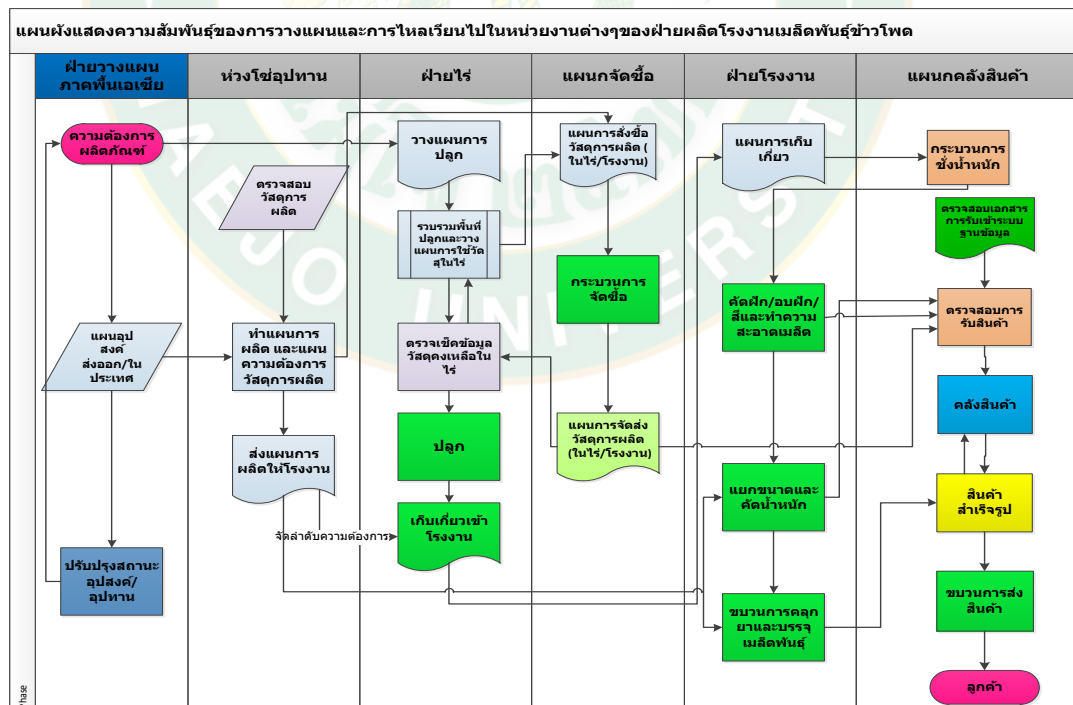 แผนผังแสดงความสัมพันธ์ของการวางแผนและการไหลเวียนไปในหน่วยงานต่างๆของฝ่ายผลิตโรงงานเมล็ดพันธุ์ข้าวโพด
ฝ่ายวางแผน
ภาคพื้นเอเซีย
ห่วงโซ่อุปทาน
ฝ่ายไร่
แผนกจัดซื้อ
ฝ่ายโรงงาน
แผนกคลังสินค้า
ความต้องการ
ผลิตภัณฑ์
แผนอุป
สงค์
ส่งออก/ใน
ประเทศ
ปรับปรุงสถานะ
อุปสงค์/
อุปทาน
ตรวจสอบ
วัสดุการ
ผลิต
ทำแผนการ
ผลิต และแผน
ความต้องการ
วัสดุการผลิต
ส่งแผนการ
ผลิตให้โรงงาน
จัดลำดับความต้องการ
วางแผนการ
ปลูก
รวบรวมพื้นที่
ปลูกและวาง
แผนการใช้วัด
สุในไร่
ตรวจเช็คข้อมูล
วัสดุคงเหลือใน
ไร่
ปลูก
เก็บเกี่ยวเข้า
โรงงาน
แผนการสั่งซื้อ
วัสดุการผลิต (
ในไร่/โรงงาน)
กระบวนการ
จัดซื้อ
แผนการจัดส่ง
วัสดุการผลิต
(ในไร่/โรงงาน)
แผนการเก็บ
เกี่ยว
คัดฝัก/อบฝัก/
สีและทำความ
สะอาดเมล็ด
แยกขนาดและ
คัดน้ำหนัก
ขบวนการคลุก
ยาและบรรจุ
เมล็ดพันธุ์
กระบวนการ
ชั่งน้ำหนัก
ตรวจสอบเอกสาร
การรับเข้าระบบ
ฐานข้อมูล
ตรวจสอบการ
รับสินค้า
คลังสินค้า
สินค้า
สำเร็จรูป
ขบวนการส่ง
สินค้า
ลูกค้า
Phase
MAEJO UNIVERSIT